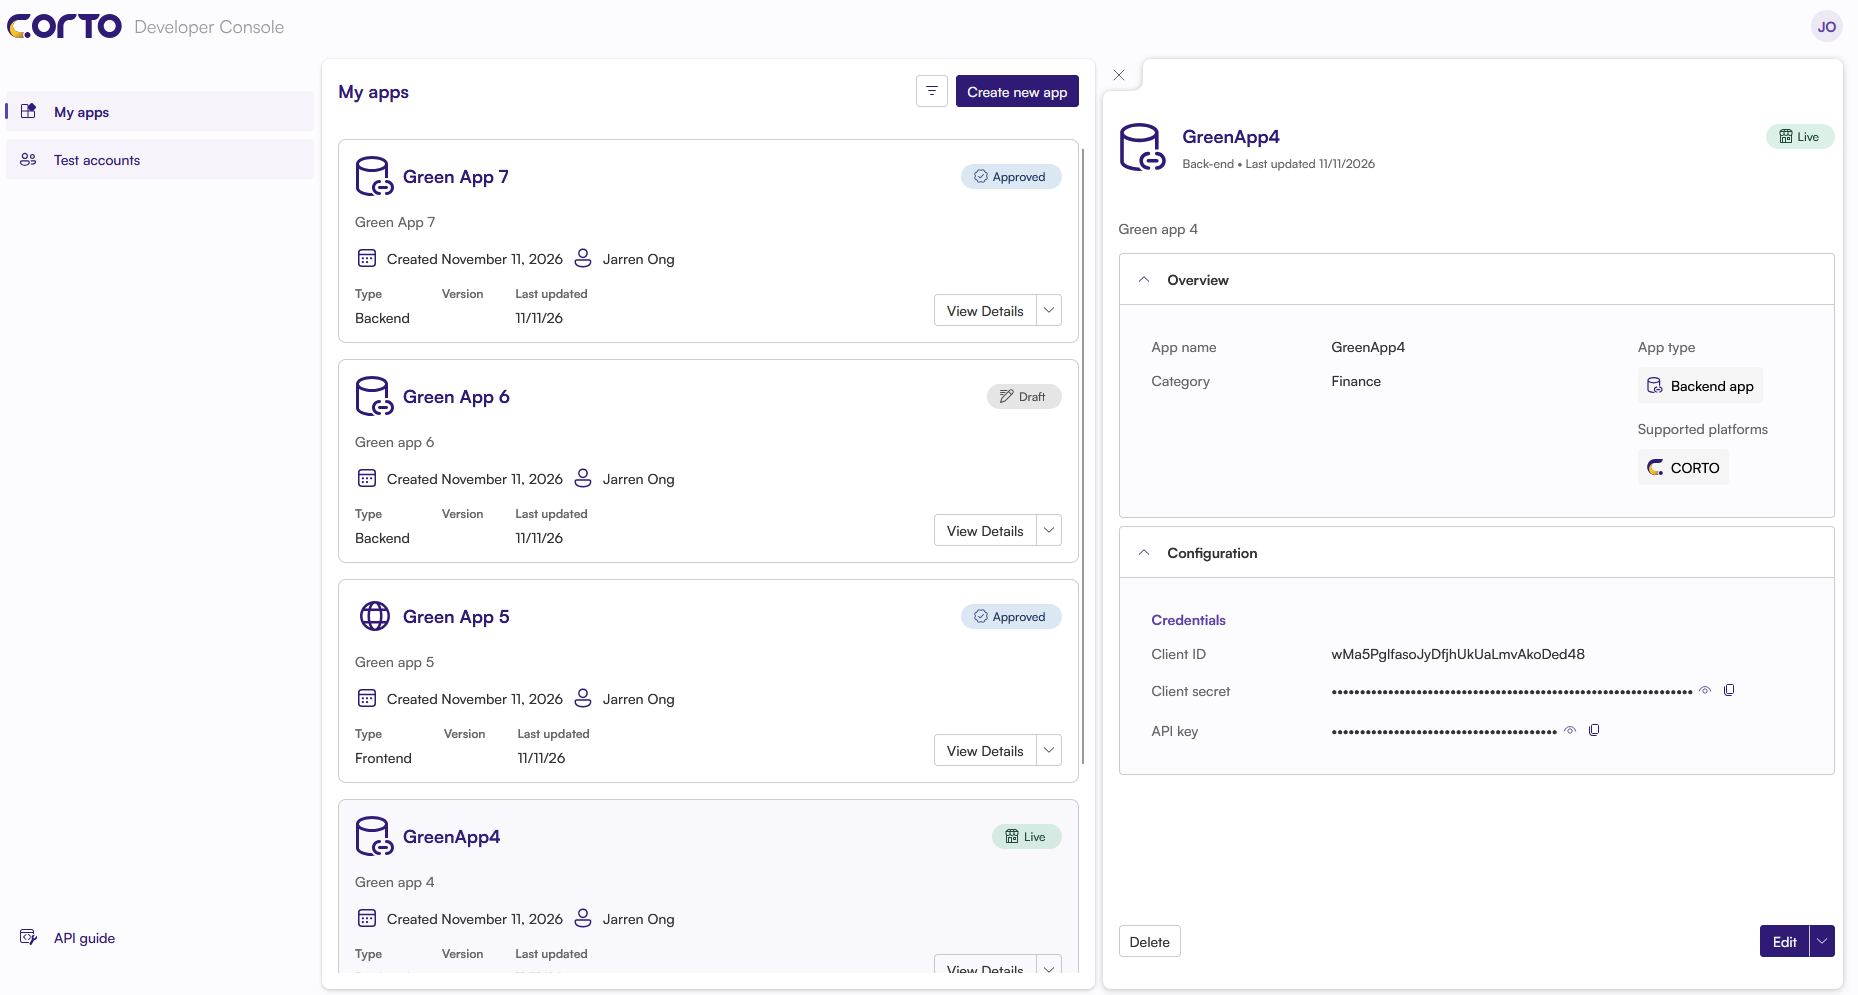 CORTO Developer Console
JO
My apps
Test accounts
API guide
My apps
Create new app
Green App 7
Approved
Green App 7
Created November 11, 2026 Jarren Ong
Type Version Last updated
Backend 11/11/26
View Details
Green App 6
Draft
Green app 6
Created November 11, 2026 Jarren Ong
Type Version Last updated
Backend 11/11/26
View Details
Green App 5
Approved
Green app 5
Created November 11, 2026 Jarren Ong
Type Version Last updated
Frontend 11/11/26
View Details
GreenApp4
Live
Green app 4
Created November 11, 2026 Jarren Ong
Type Version Last updated
View Details
GreenApp4
Live
Back-end • Last updated 11/11/2026
Green app 4
Overview
App name GreenApp4 App type
Category Finance
Backend app
Supported platforms
CORTO
Configuration
Credentials
Client ID wMa5PglfasoJyDfjhUkUaLmvAkoDed48
Client secret
API key
Delete
Edit